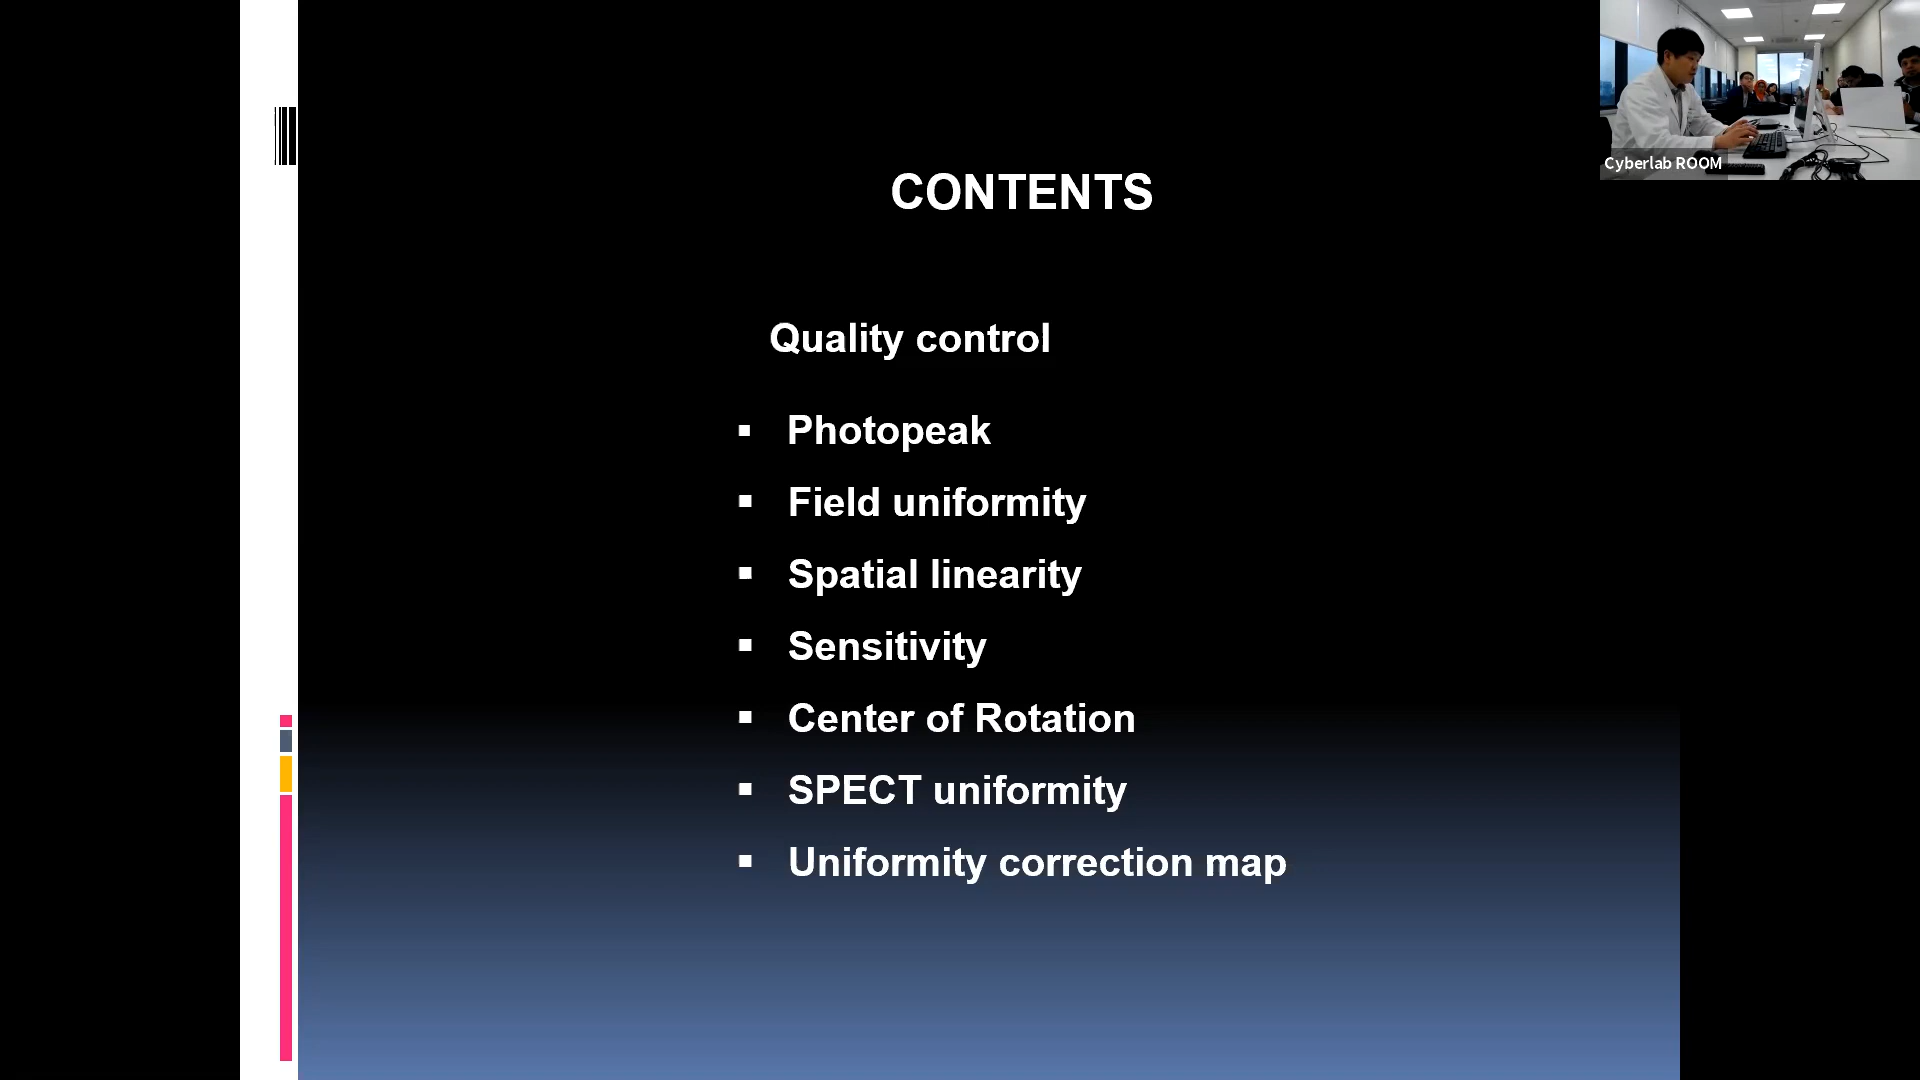 CONTENTS
Quality control
▪ Photopeak
▪ Field uniformity
▪ Spatial linearity
▪ Sensitivity
▪ Center of Rotation
▪ SPECT uniformity
▪ Uniformity correction map
Cyberlab ROOM